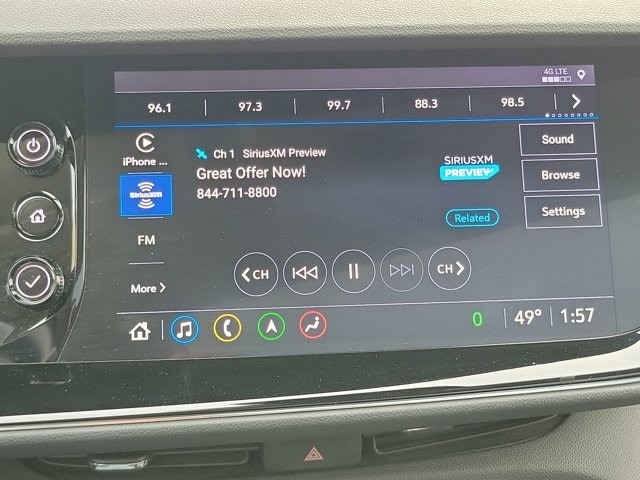 4G LTE
96.1 97.3 99.7 88.3 98.5
iPhone ...
Ch 1 SiriusXM Preview
Great Offer Now!
844-711-8800
SIRIUSXM
PREVIEW
Sound
SiriusXM
Browse
Related
Settings
FM
CH CH
More
0 49° 1:57